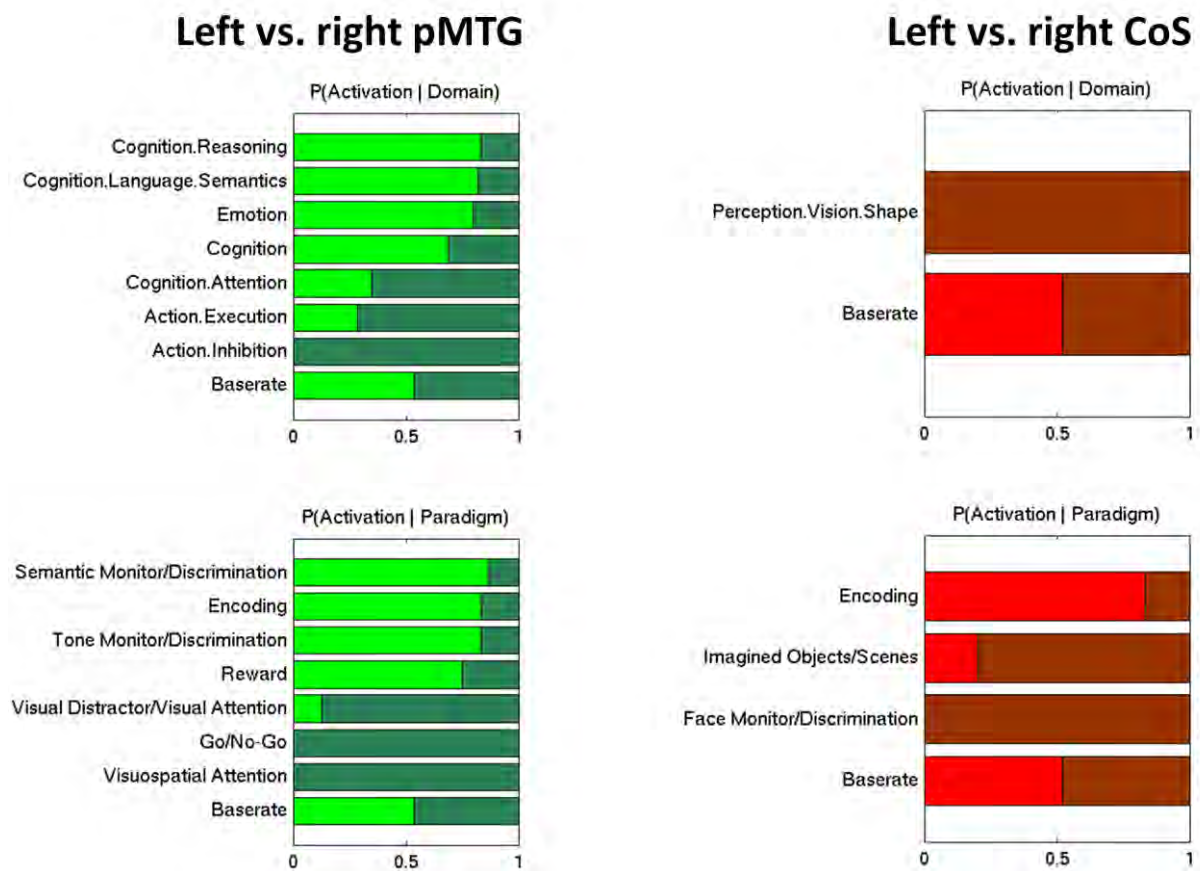 Left vs. right pMTG
P(Activation | Domain)
Cognition.Reasoning
Cognition.Language.Semantics
Emotion
Cognition
Cognition.Attention
Action.Execution
Action.Inhibition
Baserate
0 0.5 1
P(Activation | Paradigm)
Semantic Monitor/Discrimination
Encoding
Tone Monitor/Discrimination
Reward
Visual Distractor/Visual Attention
Go/No-Go
Visuospatial Attention
Baserate
0 0.5 1
Left vs. right CoS
P(Activation | Domain)
Perception.Vision.Shape
Baserate
0 0.5 1
P(Activation | Paradigm)
Encoding
Imagined Objects/Scenes
Face Monitor/Discrimination
Baserate
0 0.5 1